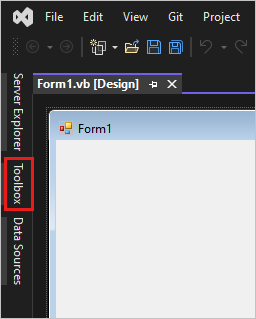 File Edit View Git Project
Form1.vb [Design]
Server Explorer
Toolbox
Data Sources
Form1